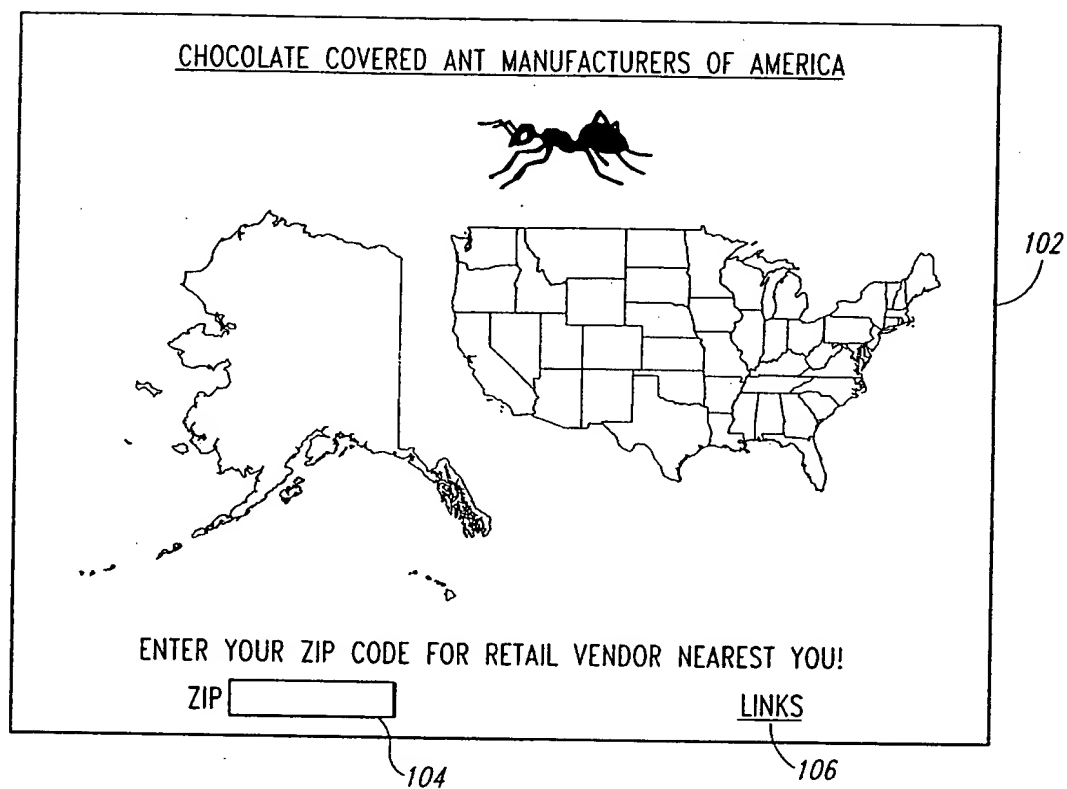 CHOCOLATE COVERED ANT MANUFACTURERS OF AMERICA
102
ENTER YOUR ZIP CODE FOR RETAIL VENDOR NEAREST YOU!
ZIP
LINKS
104
106